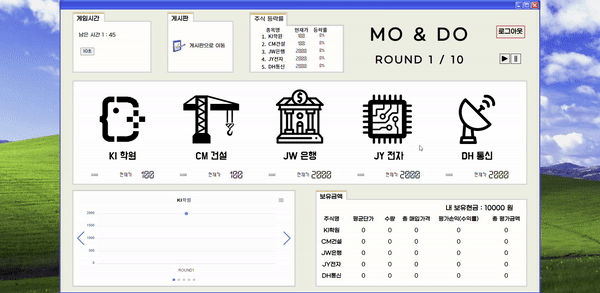 게임시간
게시판
주식 등락률
MO & DO
로그아웃
남은 시간 1 : 45
10초
게시판으로 이동
종목명 현재가 등락률
1. KI학원 100 0%
2. CM건설 100 0%
3. JW은행 2000 0%
4. JY전자 2000 0%
5. DH통신 2000 0%
ROUND 1 / 10
KI 학원
CM 건설
JW 은행
JY 전자
DH 통신
현재가 100
현재가 100
현재가 2000
현재가 2000
현재가 2000
KI학원
2000
1500
1000
500
0
ROUND1
보유금액
내 보유현금 : 10000 원
주식명 평균단가 수량 총 매입가격 평가손익(수익률) 총 평가금액
KI학원 0 0 0 0 0
CM건설 0 0 0 0 0
JW은행 0 0 0 0 0
JY전자 0 0 0 0 0
DH통신 0 0 0 0 0